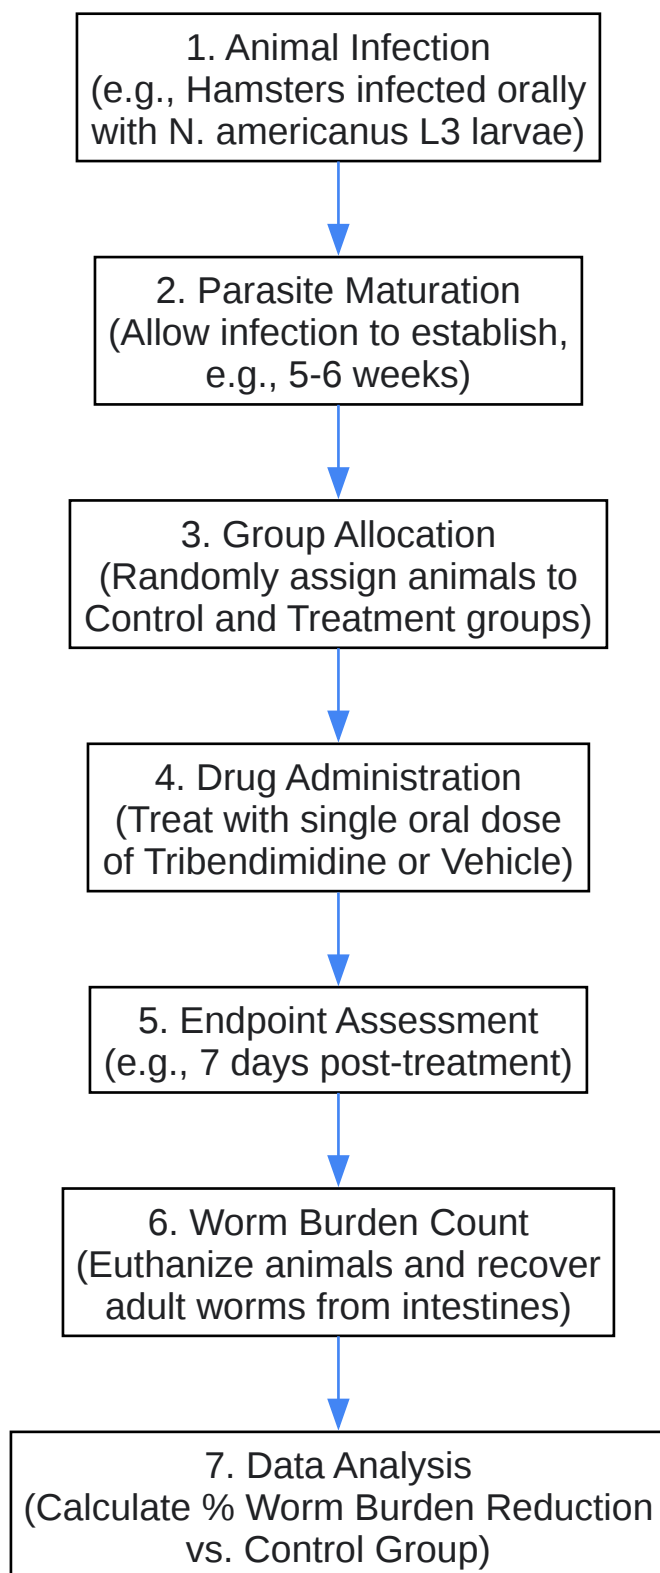 1. Animal Infection
(e.g., Hamsters infected orally
with N. americanus L3 larvae)
2. Parasite Maturation
(Allow infection to establish,
e.g., 5-6 weeks)
3. Group Allocation
(Randomly assign animals to
Control and Treatment groups)
4. Drug Administration
(Treat with single oral dose
of Tribendimidine or Vehicle)
5. Endpoint Assessment
(e.g., 7 days post-treatment)
6. Worm Burden Count
(Euthanize animals and recover
adult worms from intestines)
7. Data Analysis
(Calculate % Worm Burden Reduction
vs. Control Group)